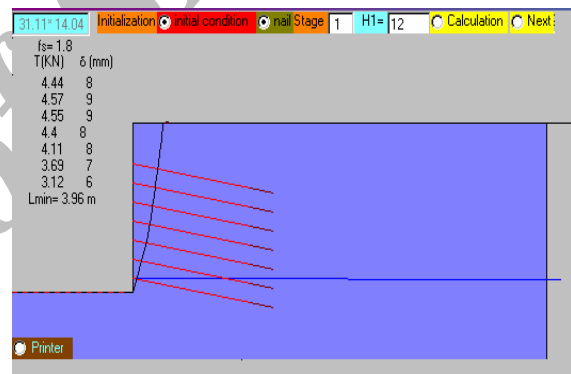 31.11* 14.04 Initialization initial condition nail Stage 1 H1= 12 Calculation Next
fs= 1.8
T(KN) δ (mm)
4.44 8
4.57 9
4.55 9
4.4 8
4.11 8
3.69 7
3.12 6
Lmin= 3.96 m
Printer